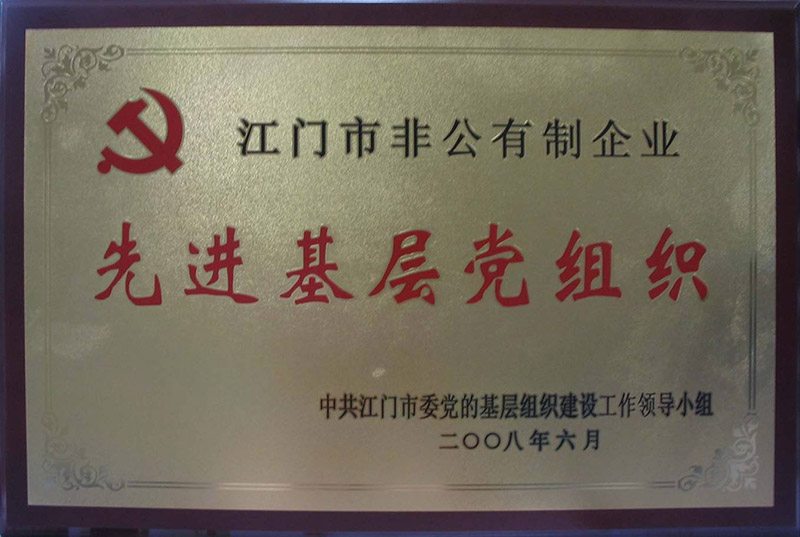 江门市非公有制企业
先进基层党组织
中共江门市委党的基层组织建设工作领导小组
二〇〇八年六月